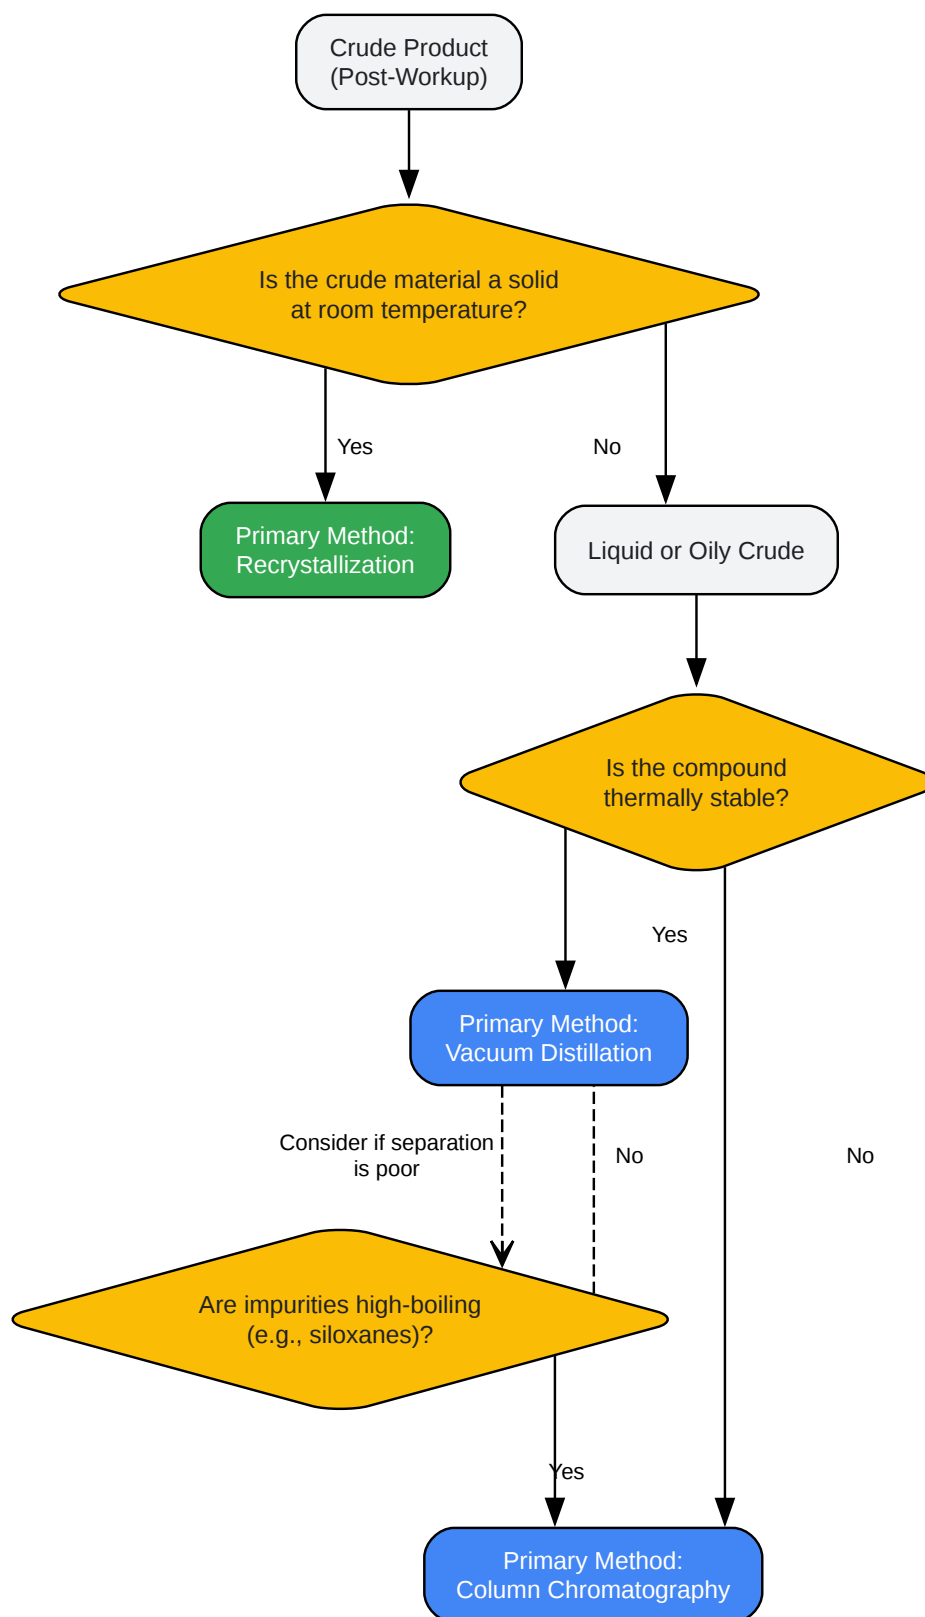 Crude Product
(Post-Workup)
Is the crude material a solid
at room temperature?
Yes
No
Primary Method:
Recrystallization
Liquid or Oily Crude
Is the compound
thermally stable?
Yes
Primary Method:
Vacuum Distillation
Consider if separation
is poor
No
No
Are impurities high-boiling
(e.g., siloxanes)?
Yes
Primary Method:
Column Chromatography